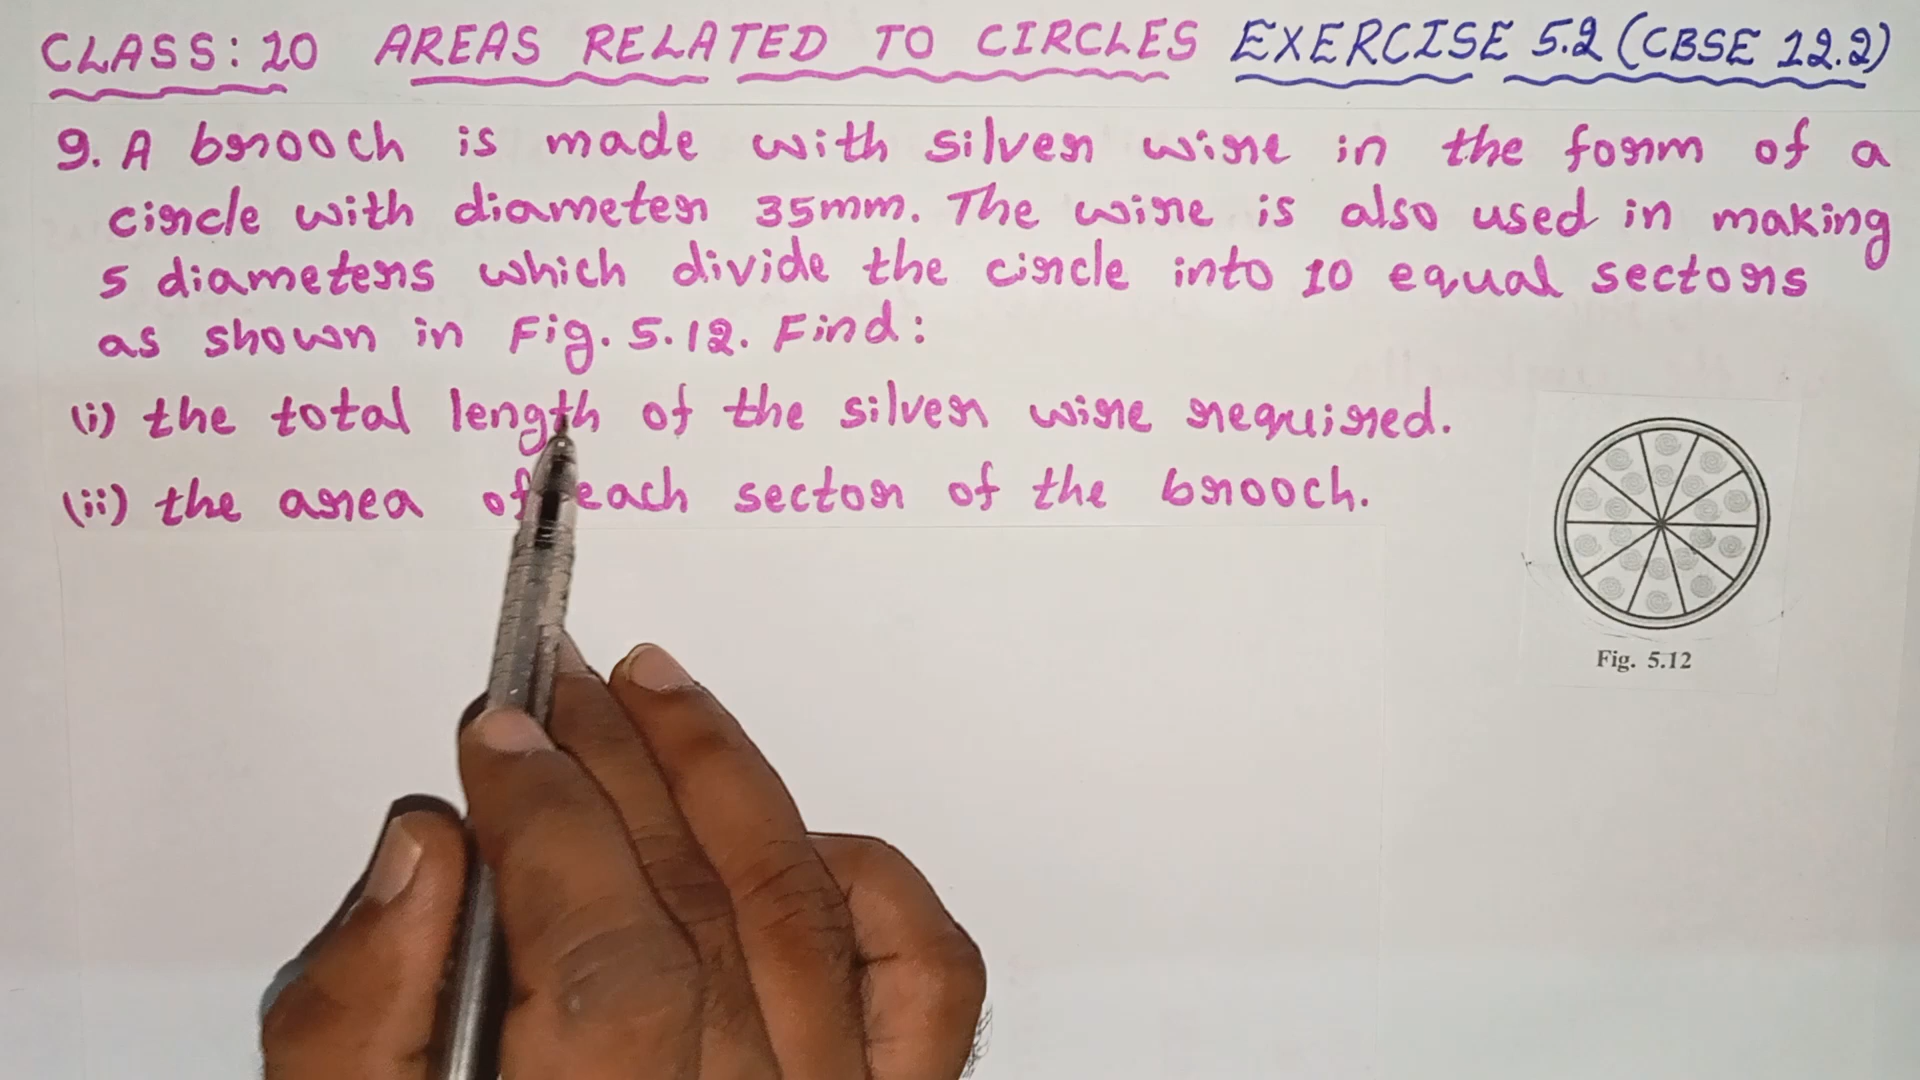 CLASS: 10 AREAS RELATED TO CIRCLES EXERCISE 5.2 (CBSE 12.2)
9. A brooch is made with silver wire in the form of a
circle with diameter 35mm. The wire is also used in making
5 diameters which divide the circle into 10 equal sectors
as shown in Fig. 5.12. Find:
(i) the total length of the silver wire required.
(ii) the area of each sector of the brooch.
Fig. 5.12